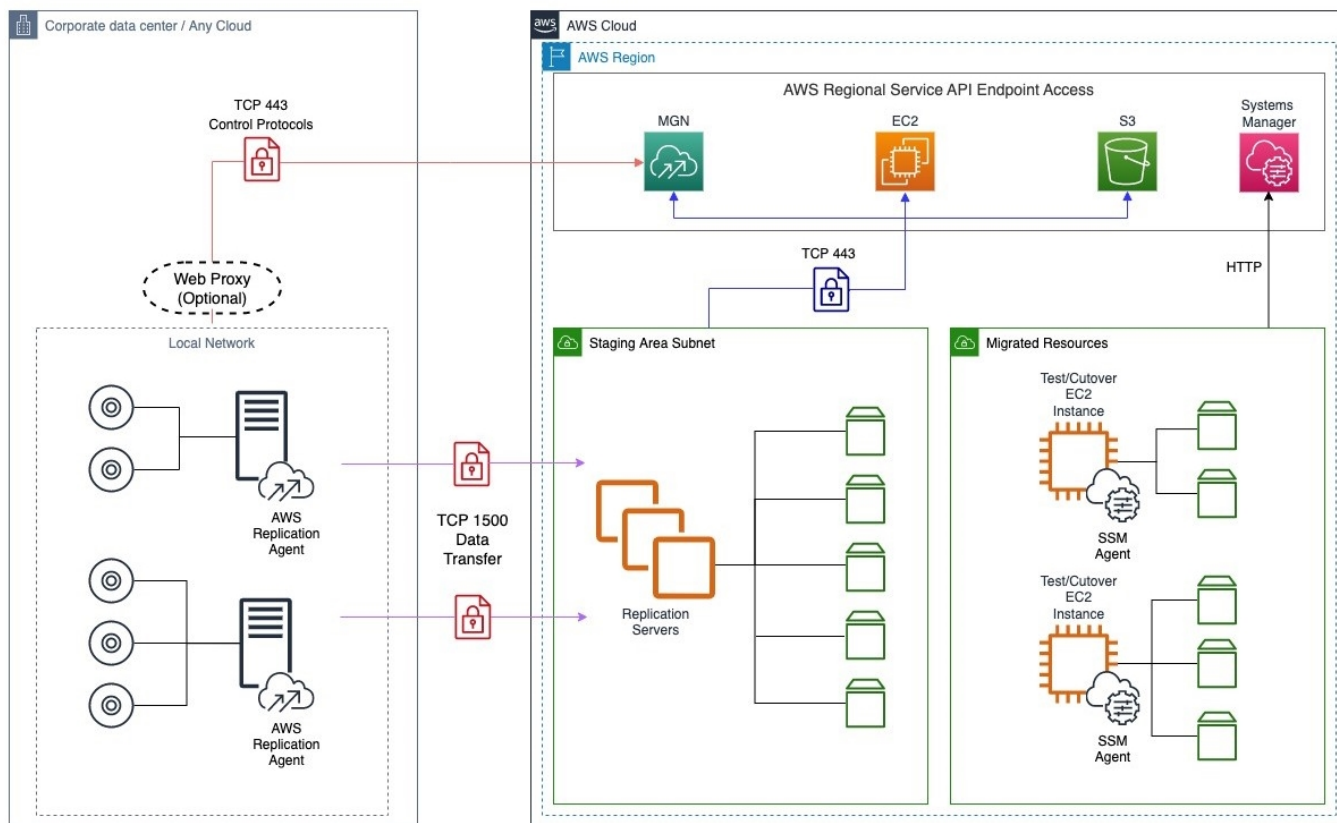 Corporate data center / Any Cloud
TCP 443
Control Protocols
Web Proxy
(Optional)
Local Network
AWS
Replication
Agent
AWS
Replication
Agent
TCP 1500
Data
Transfer
aws
AWS Cloud
AWS Region
AWS Regional Service API Endpoint Access
MGN
EC2
S3
Systems
Manager
TCP 443
HTTP
Staging Area Subnet
Replication
Servers
Migrated Resources
Test/Cutover
EC2
Instance
SSM
Agent
Test/Cutover
EC2
Instance
SSM
Agent